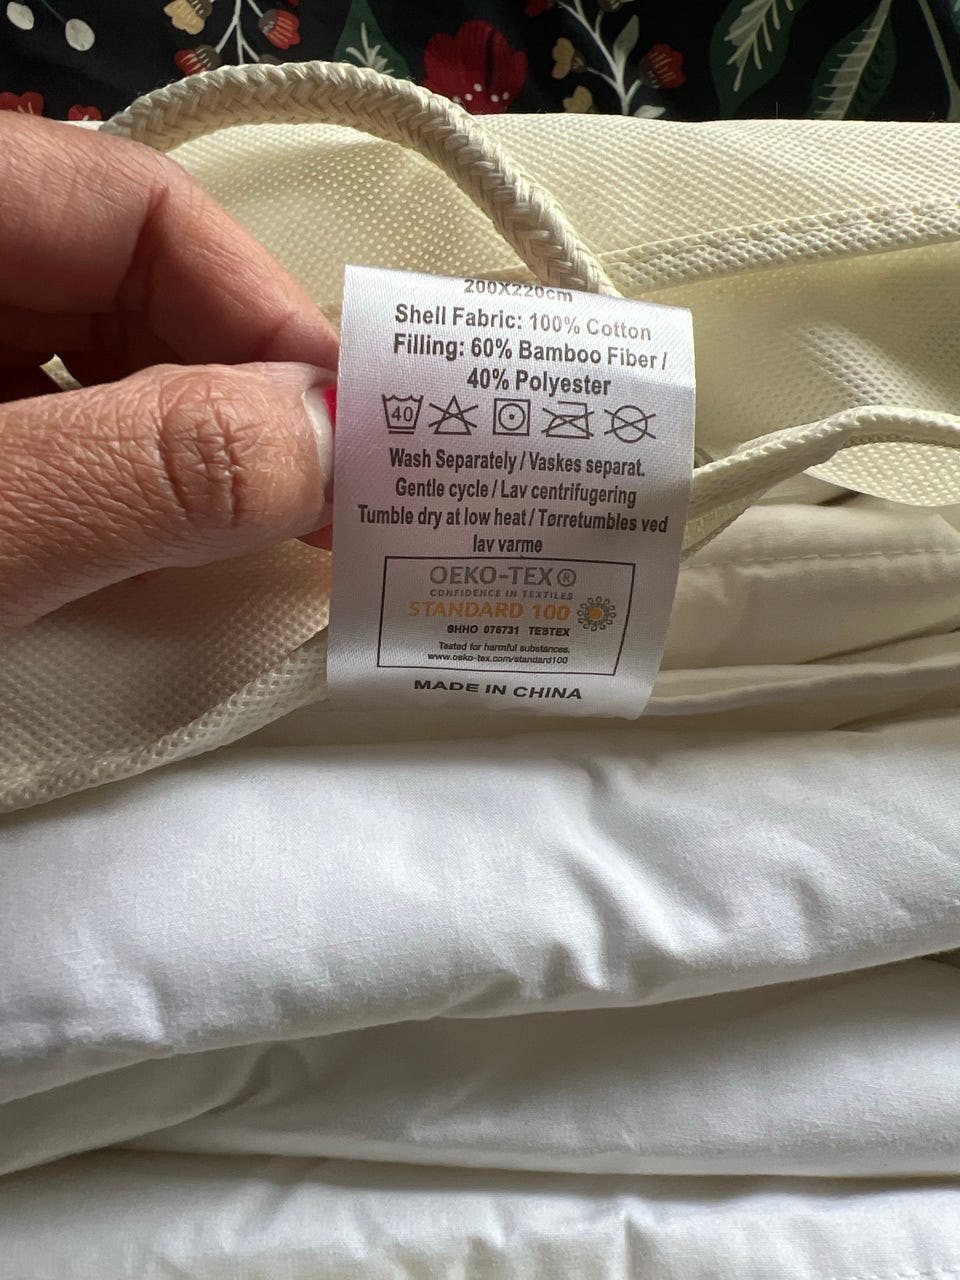 200X220cm
Shell Fabric: 100% Cotton
Filling: 60% Bamboo Fiber /
40% Polyester
40
Wash Separately / Vaskes separat.
Gentle cycle / Lav centrifugering
Tumble dry at low heat / Tørretumbles ved
lav varme
OEKO-TEX®
CONFIDENCE IN TEXTILES
STANDARD 100
SHHO 076731 TESTEX
Tested for harmful substances.
www.oeko-tex.com/standard100
MADE IN CHINA